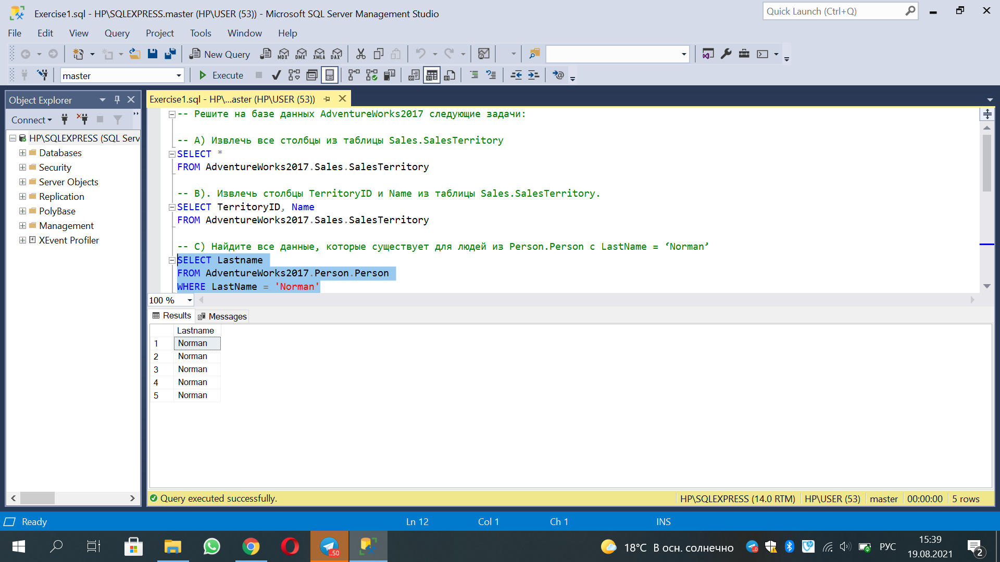 Exercise1.sql - HP\SQLEXPRESS.master (HP\USER (53)) - Microsoft SQL Server Management Studio
Quick Launch (Ctrl+Q)
File Edit View Query Project Tools Window Help
New Query MDX DMX XMLA DAX
master Execute
Object Explorer
Connect
HP\SQLEXPRESS (SQL Serv
Databases
Security
Server Objects
Replication
PolyBase
Management
XEvent Profiler
Exercise1.sql - HP\...aster (HP\USER (53))
-- Решите на базе данных AdventureWorks2017 следующие задачи:
-- A) Извлечь все столбцы из таблицы Sales.SalesTerritory
SELECT *
FROM AdventureWorks2017.Sales.SalesTerritory
-- B). Извлечь столбцы TerritoryID и Name из таблицы Sales.SalesTerritory.
SELECT TerritoryID, Name
FROM AdventureWorks2017.Sales.SalesTerritory
-- C) Найдите все данные, которые существует для людей из Person.Person с LastName = ‘Norman’
SELECT Lastname
FROM AdventureWorks2017.Person.Person
WHERE LastName = 'Norman'
100 %
Results Messages
Lastname
1 Norman
2 Norman
3 Norman
4 Norman
5 Norman
Query executed successfully.
HP\SQLEXPRESS (14.0 RTM) HP\USER (53) master 00:00:00 5 rows
Ready Ln 12 Col 1 Ch 1 INS
..50
18°C В осн. солнечно
РУС
15:39
19.08.2021
2